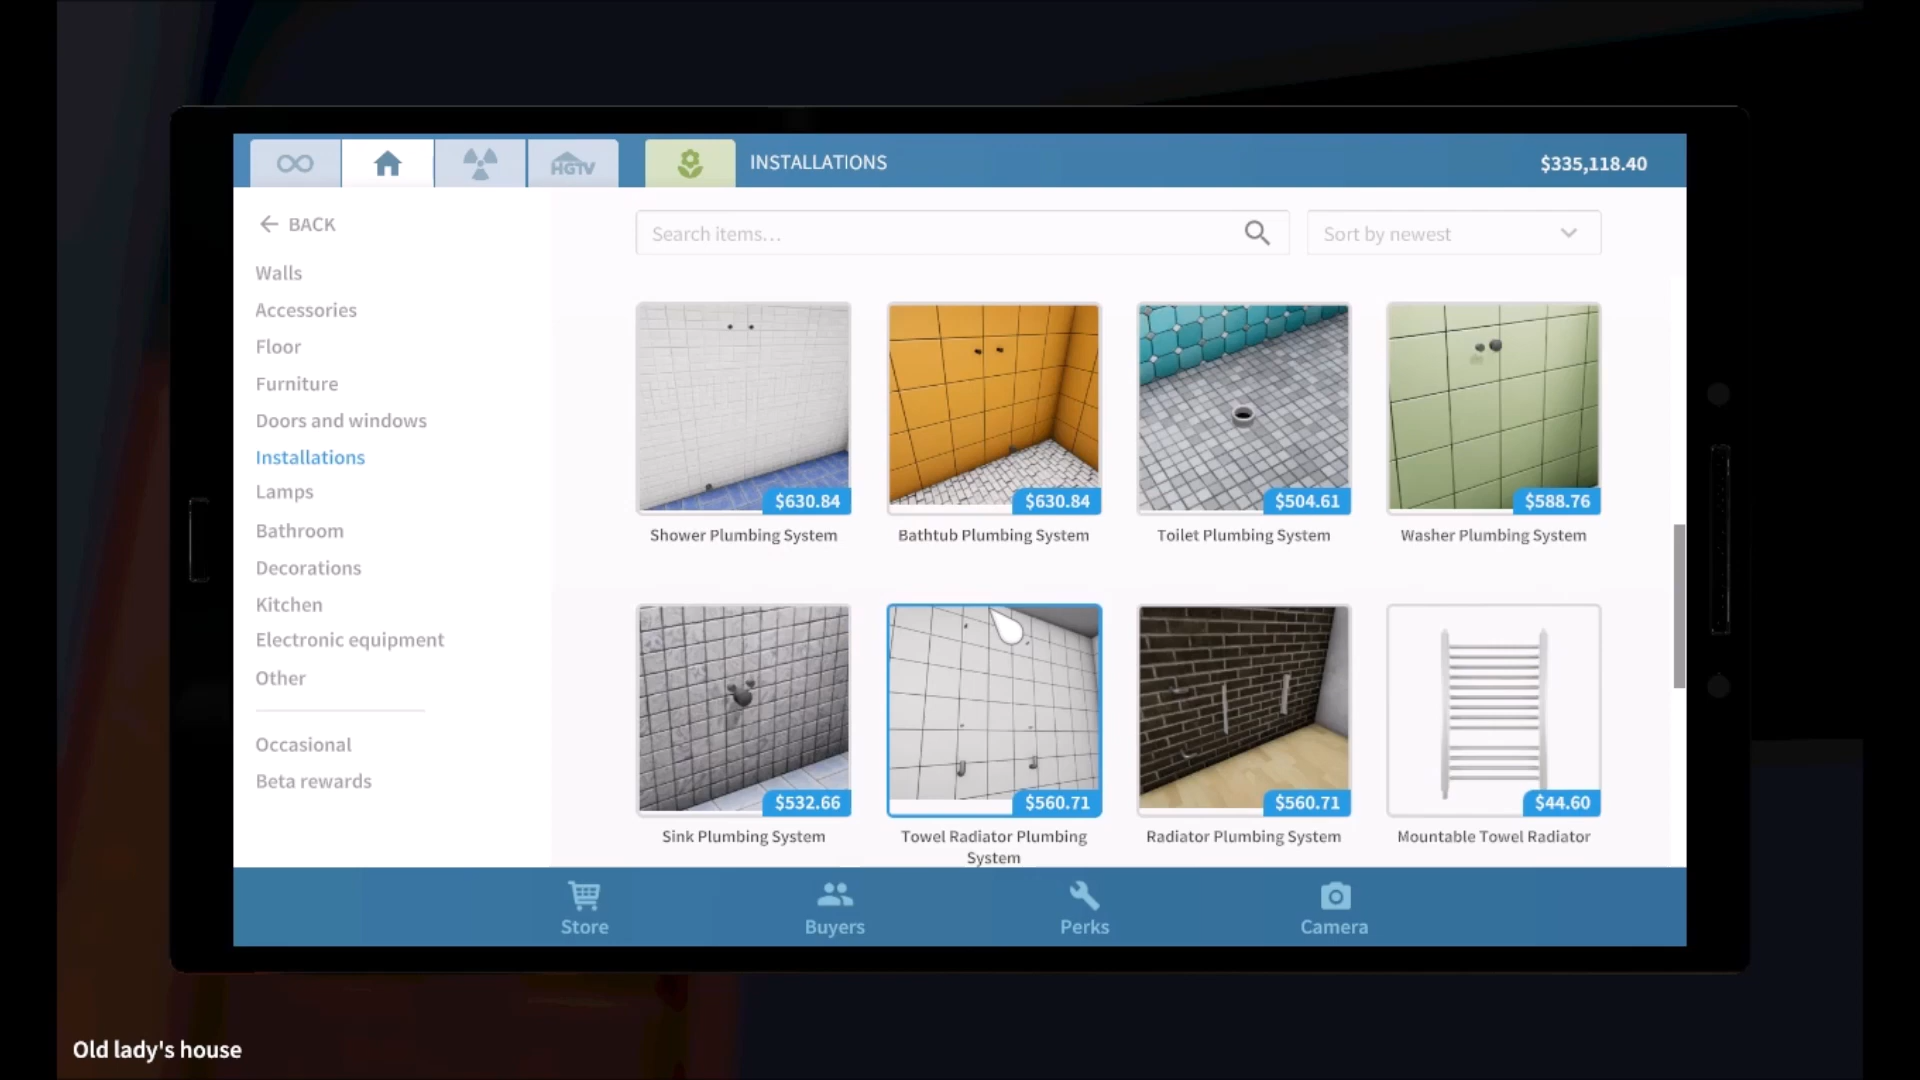 HGTV
INSTALLATIONS
$335,118.40
BACK
Search items...
Sort by newest
Walls
Accessories
Floor
Furniture
Doors and windows
Installations
Lamps
Bathroom
Decorations
Kitchen
Electronic equipment
Other
Occasional
Beta rewards
$630.84
$630.84
$504.61
$588.76
Shower Plumbing System
Bathtub Plumbing System
Toilet Plumbing System
Washer Plumbing System
$532.66
$560.71
$560.71
$44.60
Sink Plumbing System
Towel Radiator Plumbing
System
Radiator Plumbing System
Mountable Towel Radiator
Store
Buyers
Perks
Camera
Old lady's house